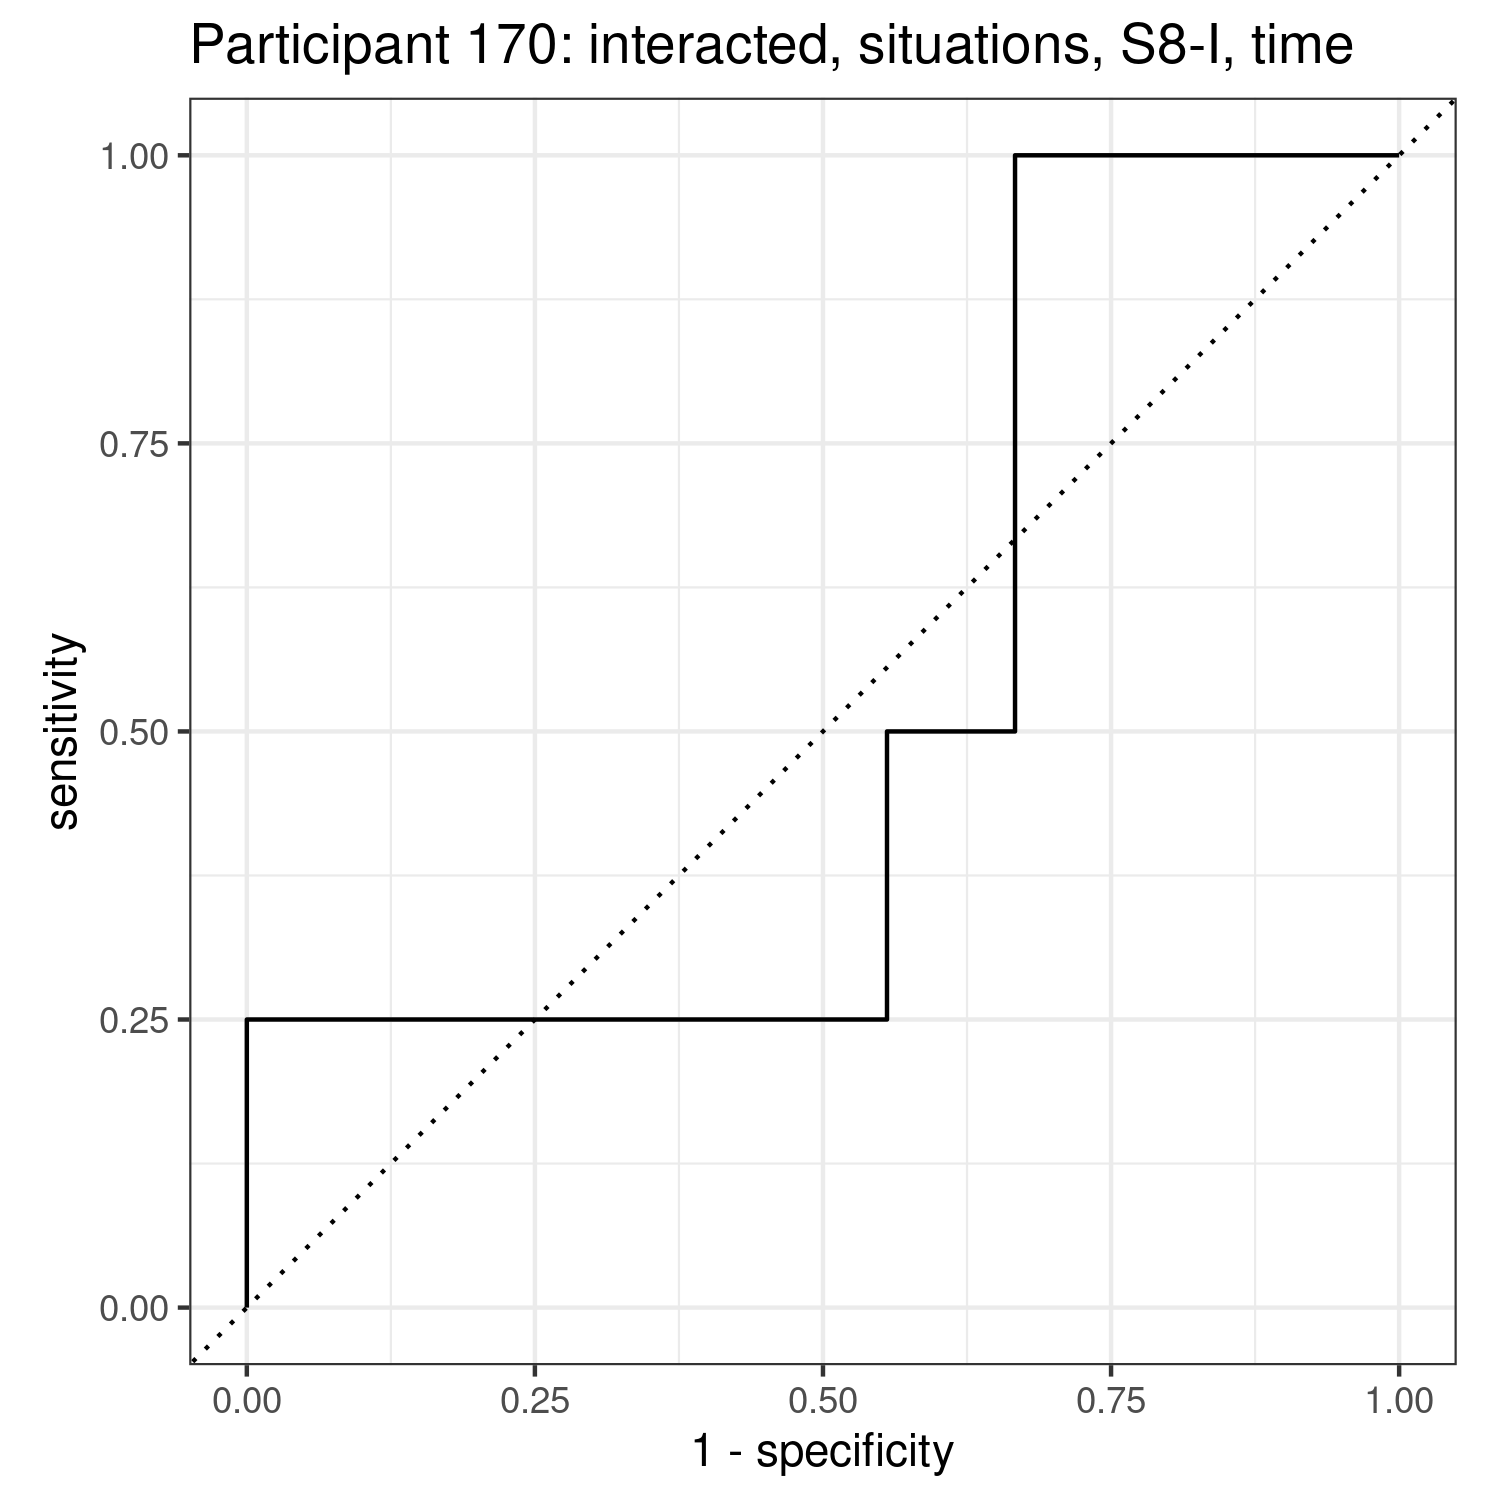 Participant 170: interacted, situations, S8-I, time
1.00
0.75
0.50
0.25
0.00
sensitivity
0.00 0.25 0.50 0.75 1.00
1 - specificity